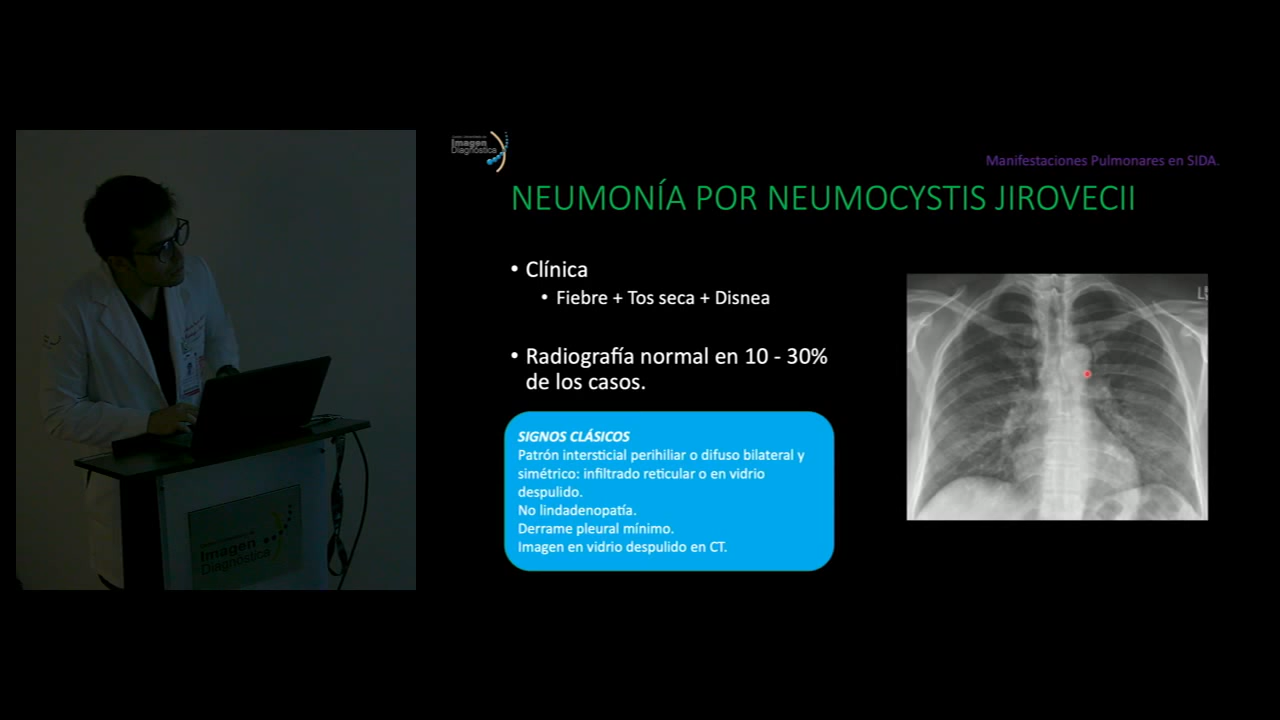 Imagen
Diagnóstica
Manifestaciones Pulmonares en SIDA.
NEUMONÍA POR NEUMOCYSTIS JIROVECII
• Clínica
• Fiebre + Tos seca + Disnea
• Radiografía normal en 10 - 30%
de los casos.
SIGNOS CLÁSICOS
Patrón intersticial perihiliar o difuso bilateral y
simétrico: infiltrado reticular o en vidrio
despulido.
No lindadenopatía.
Derrame pleural mínimo.
Imagen en vidrio despulido en CT.
Imagen
Diagnóstica